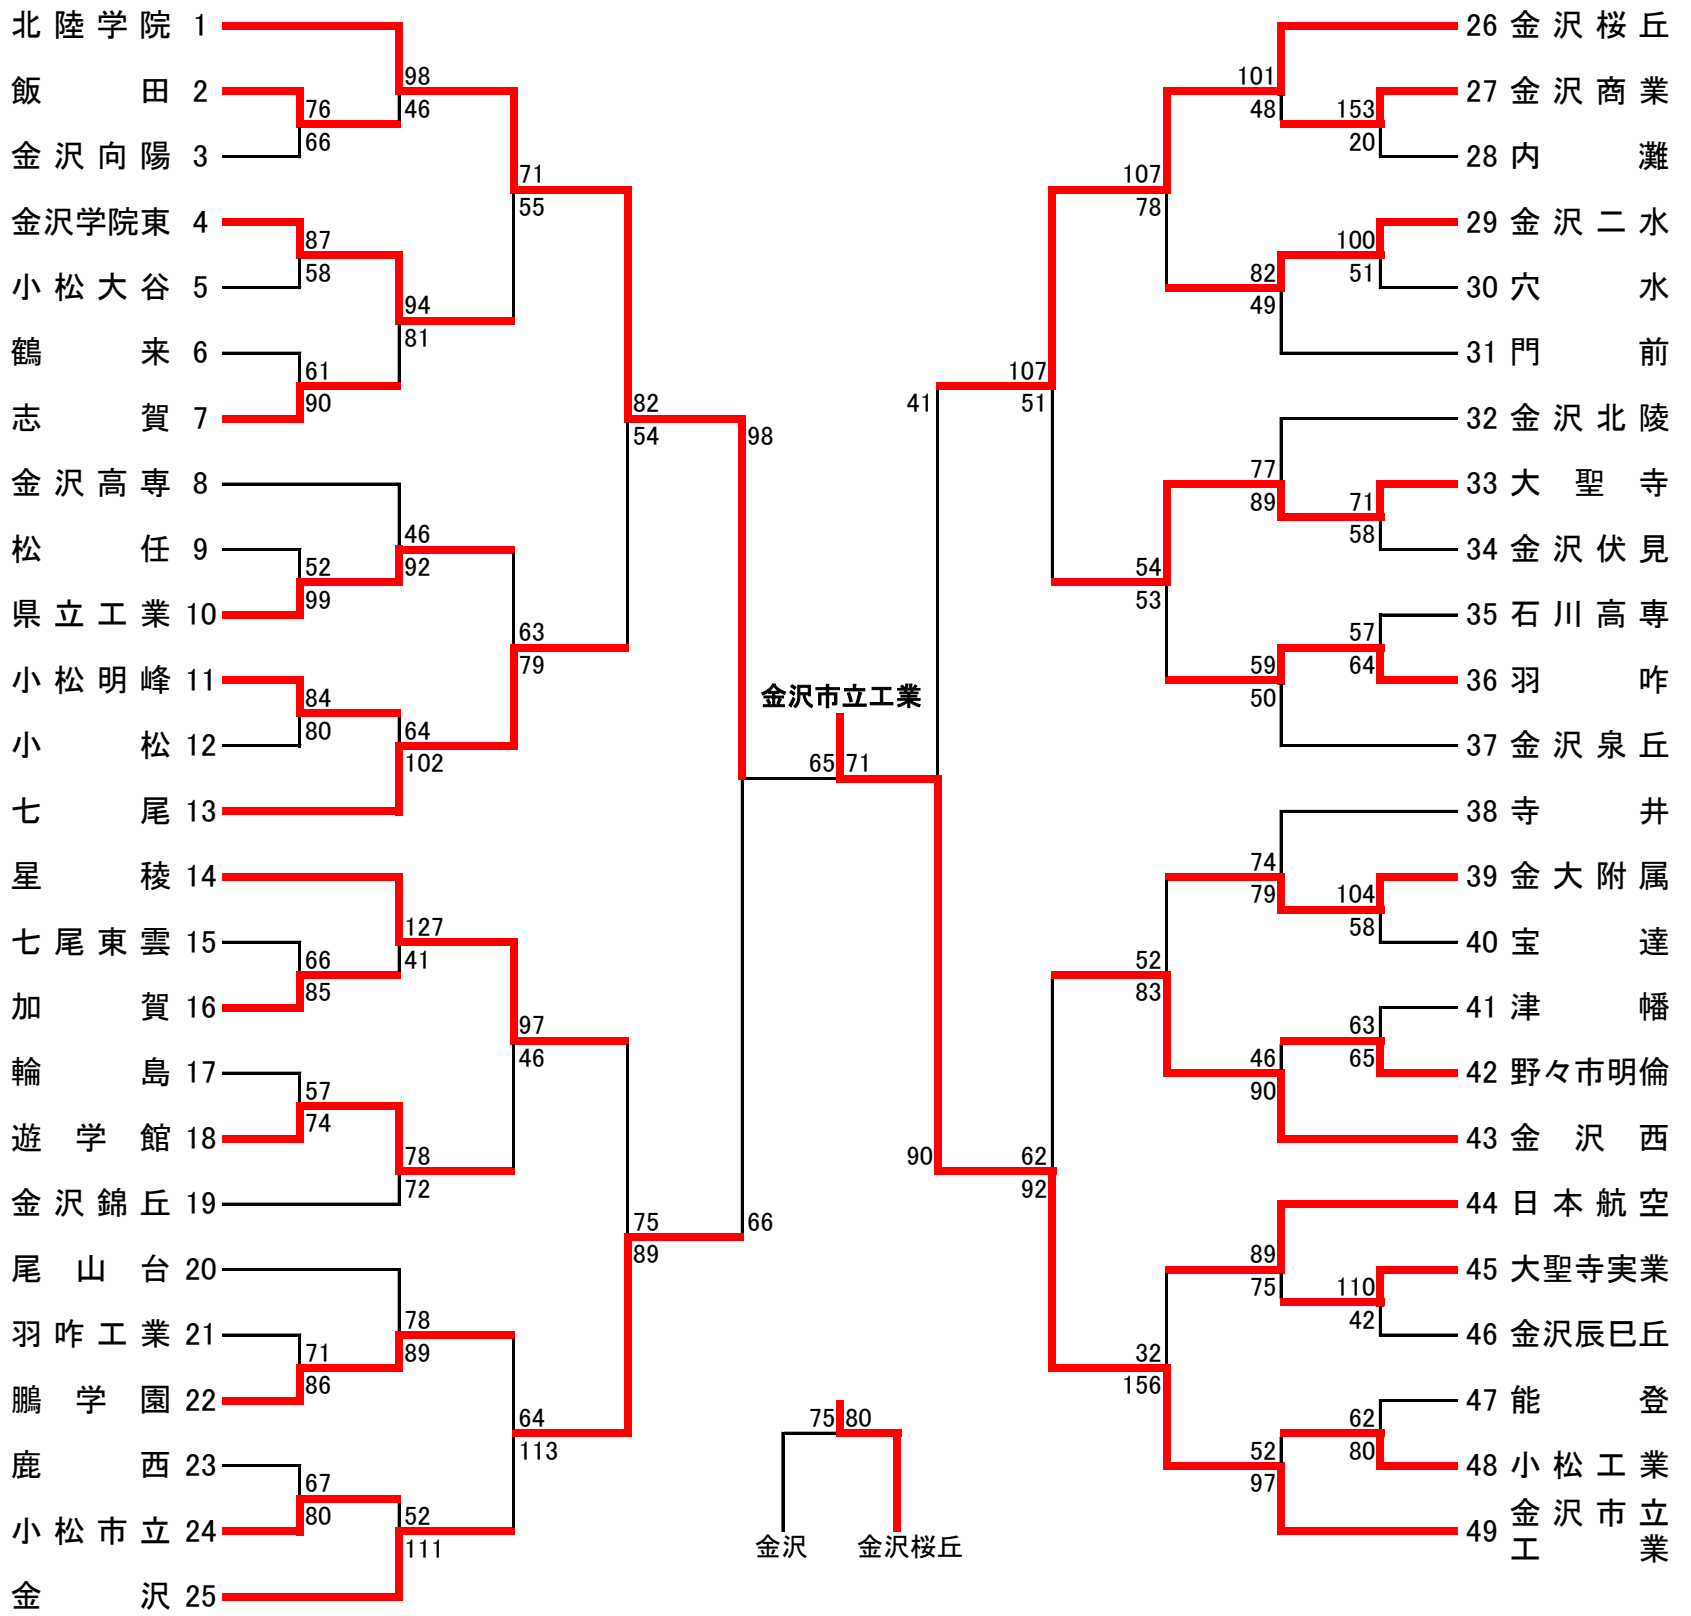 北陸学院 1
飯田 2
金沢向陽 3
金沢学院東 4
小松大谷 5
鶴来 6
志賀 7
金沢高専 8
松任 9
県立工業 10
小松明峰 11
小松 12
七尾 13
星稜 14
七尾東雲 15
加賀 16
輪島 17
遊学館 18
金沢錦丘 19
尾山台 20
羽咋工業 21
鵬学園 22
鹿西 23
小松市立 24
金沢 25
76
66
87
58
61
90
52
99
84
80
66
85
57
74
71
86
67
80
98
46
94
81
46
92
64
102
127
41
78
72
78
89
52
111
71
55
63
79
97
46
64
113
82
54
75
89
98
66
金沢市立工業
65 71
75 80
金沢 金沢桜丘
41
90
107
51
62
92
107
78
54
53
52
83
32
156
101
48
82
49
77
89
59
50
74
79
46
90
89
75
52
97
153
20
100
51
71
58
57
64
104
58
63
65
110
42
62
80
26 金沢桜丘
27 金沢商業
28 内灘
29 金沢二水
30 穴水
31 門前
32 金沢北陵
33 大聖寺
34 金沢伏見
35 石川高専
36 羽咋
37 金沢泉丘
38 寺井
39 金大附属
40 宝達
41 津幡
42 野々市明倫
43 金沢西
44 日本航空
45 大聖寺実業
46 金沢辰巳丘
47 能登
48 小松工業
49 金沢市立
工業